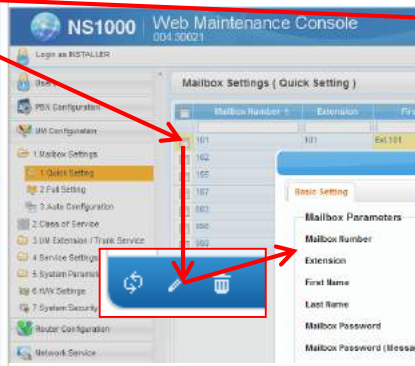 NS1000 Web Maintenance Console
004.30021
Login as INSTALLER
Users
Mailbox Settings ( Quick Setting )
PBX Configuration
Mailbox Number
Extension
UM Configuration
1.Mailbox Settings
101
101
Ext.101
1.Quick Setting
102
2.Full Setting
Basic Setting
3.Auto Configuration
Mailbox Parameters
2.Class of Service
Mailbox Number
3.UM Extension / Trunk Service
4.Service Settings
Extension
5.System Parameters
First Name
7.System Security
Last Name
Router Configuration
Mailbox Password
Network Service
Mailbox Password (Messa